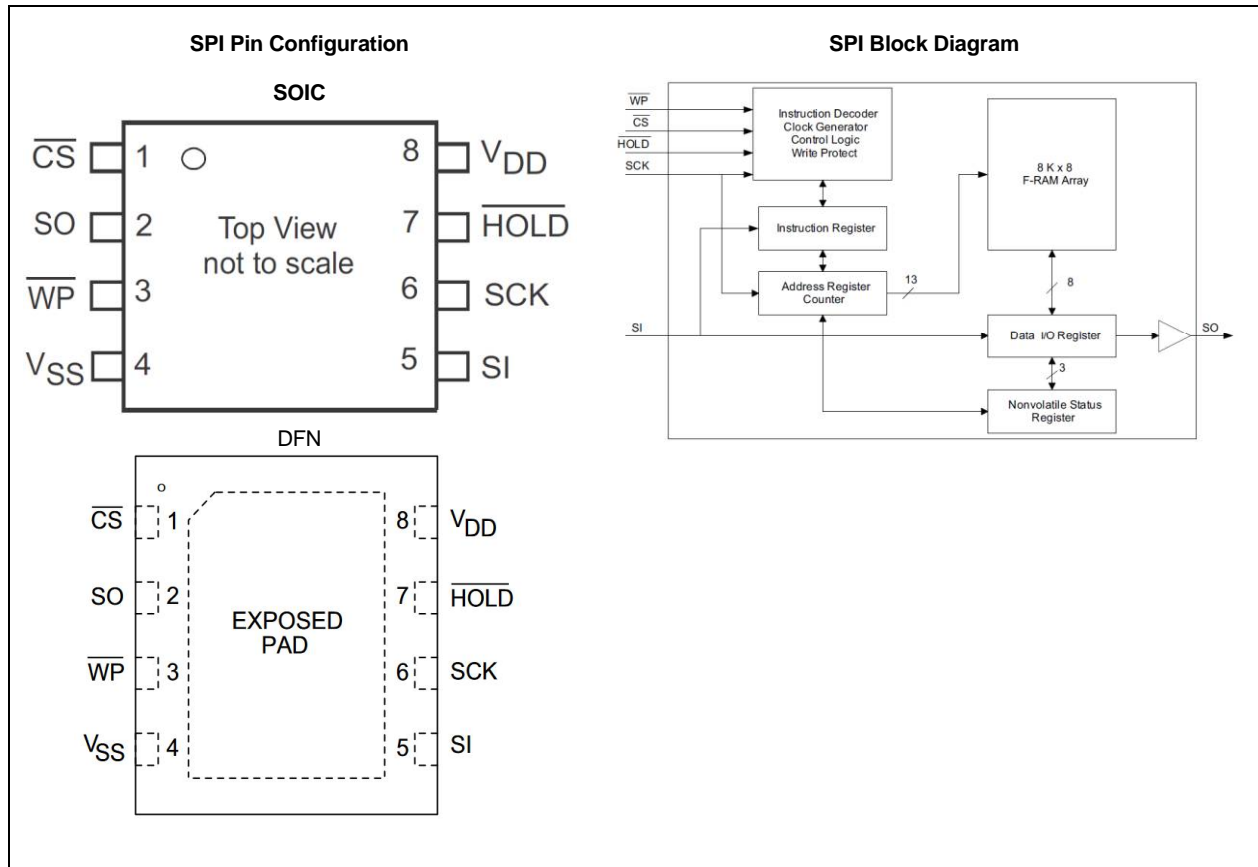 SPI Pin Configuration
SOIC
CS
SO
WP
VSS
1
2
3
4
Top View
not to scale
8
7
6
5
VDD
HOLD
SCK
SI
DFN
CS
SO
WP
VSS
1
2
3
4
EXPOSED
PAD
8
7
6
5
VDD
HOLD
SCK
SI
SPI Block Diagram
WP
CS
HOLD
SCK
Instruction Decoder
Clock Generator
Control Logic
Write Protect
8 K x 8
F-RAM Array
Instruction Register
Address Register
Counter
13
8
SI
Data I/O Register
SO
3
Nonvolatile Status
Register